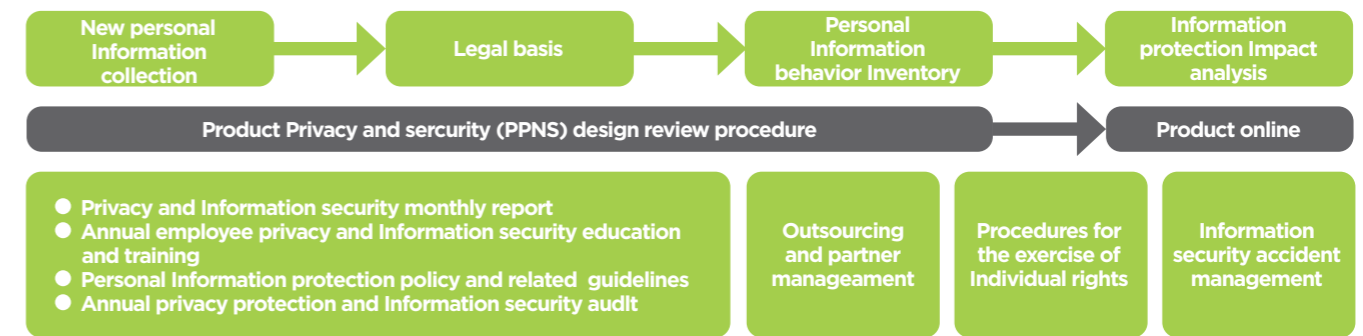 New personal
Information
collection
Legal basis
Personal
Information
behavior Inventory
Information
protection Impact
analysis
Product Privacy and sercurity (PPNS) design review procedure
Product online
● Privacy and Information security monthly report
● Annual employee privacy and Information security education
and training
● Personal Information protection policy and related guidelines
● Annual privacy protection and Information security audlt
Outsourcing
and partner
manageament
Procedures for
the exercise of
Individual rights
Information
security accident
management